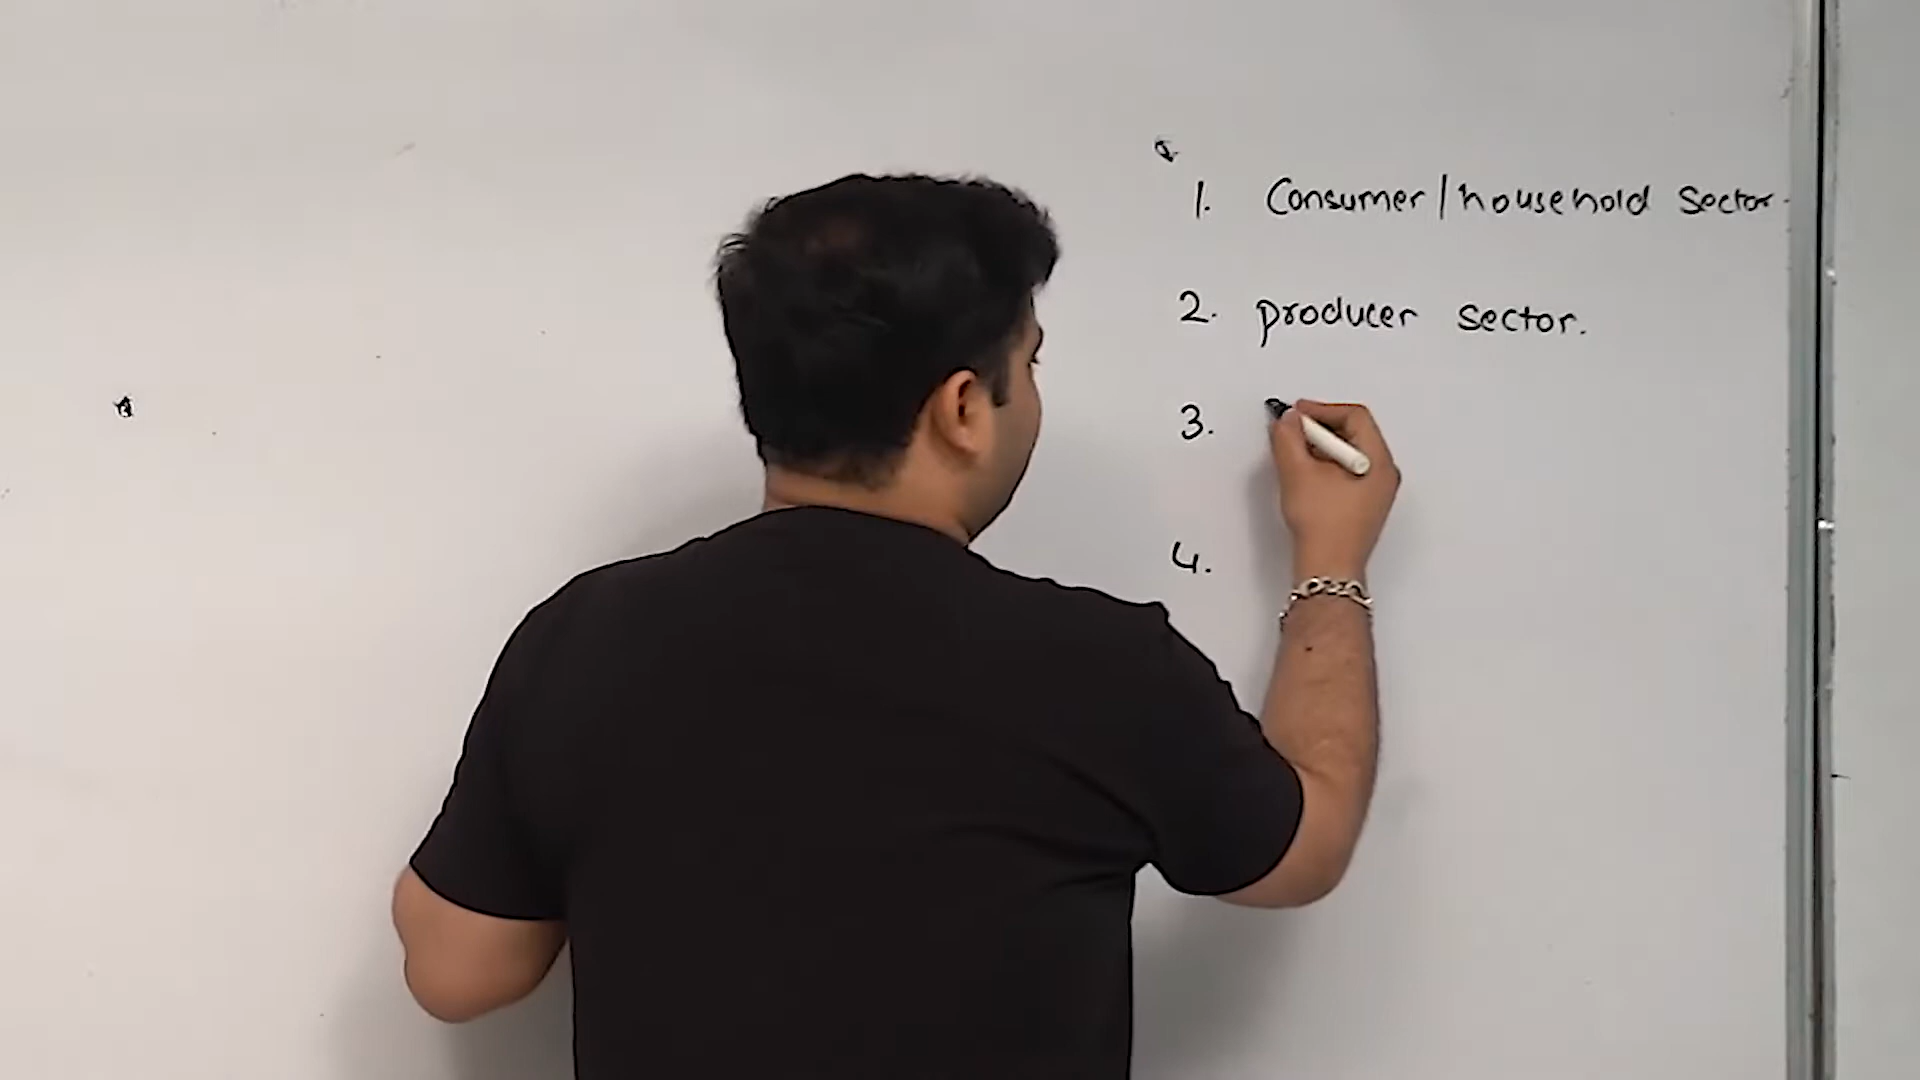 1. Consumer/household Sector.
2. producer sector.
3.
4.